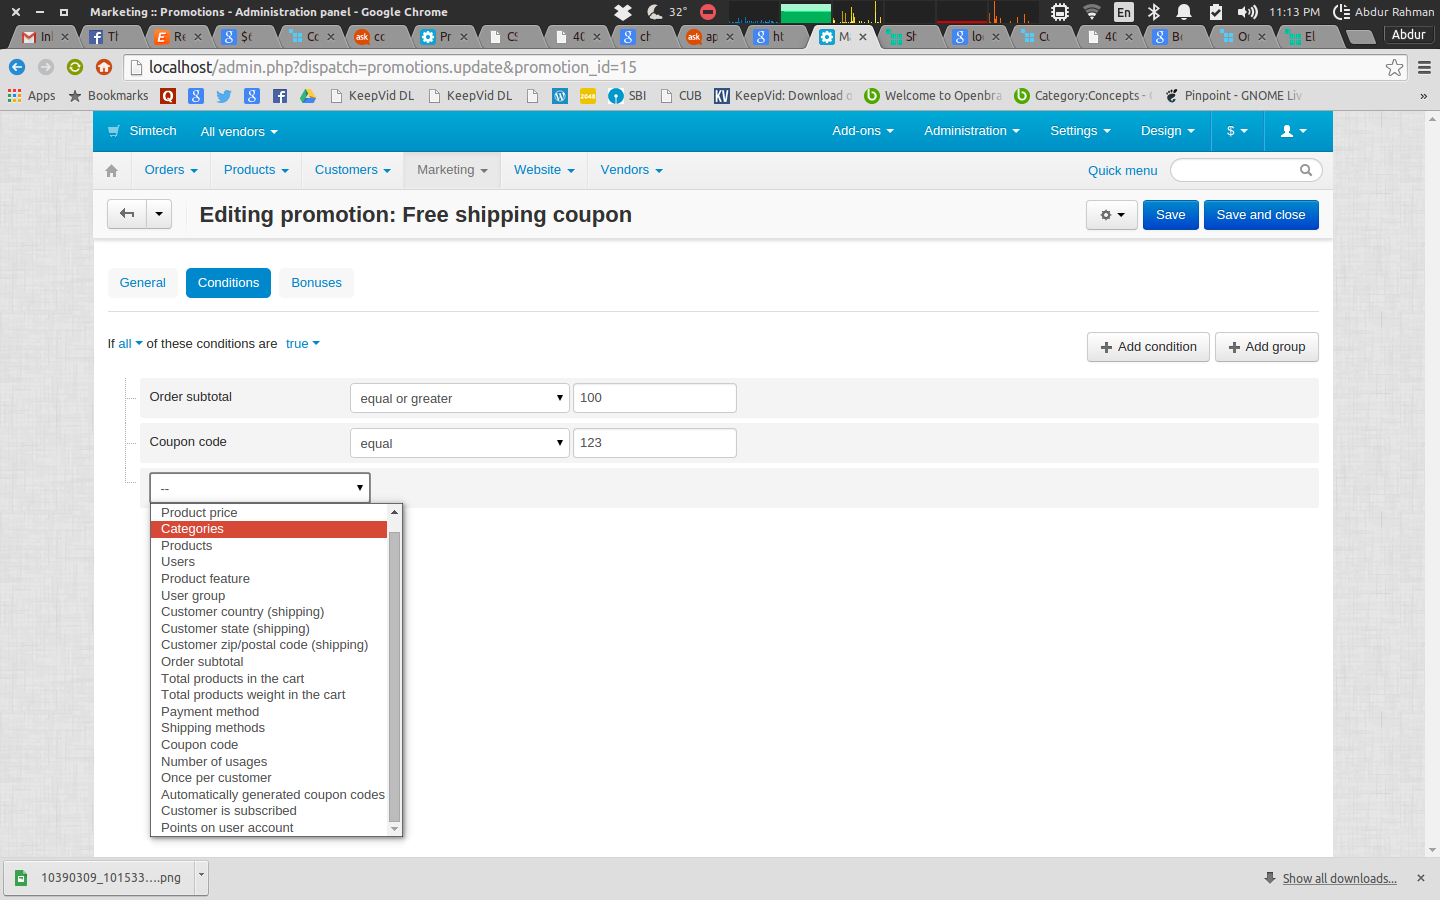 Marketing :: Promotions - Administration panel - Google Chrome
32°
En
11:13 PM
Abdur Rahman
Inl
Tl
Re
$
Co
cc
Pr
CS
40
ch
ap
ht
Ma
Sh
lo
Cu
40
Be
Or
El
Abdur
localhost/admin.php?dispatch=promotions.update&promotion_id=15
Apps
Bookmarks
KeepVid DL
KeepVid DL
SBI
CUB
KeepVid: Download
Welcome to Openbra
Category:Concepts -
Pinpoint - GNOME Liv
»
Simtech
All vendors
Add-ons
Administration
Settings
Design
$
Orders
Products
Customers
Marketing
Website
Vendors
Quick menu
Editing promotion: Free shipping coupon
Save
Save and close
General
Conditions
Bonuses
If all of these conditions are true
Add condition
Add group
Order subtotal
equal or greater
100
Coupon code
equal
123
--
Product price
Categories
Products
Users
Product feature
User group
Customer country (shipping)
Customer state (shipping)
Customer zip/postal code (shipping)
Order subtotal
Total products in the cart
Total products weight in the cart
Payment method
Shipping methods
Coupon code
Number of usages
Once per customer
Automatically generated coupon codes
Customer is subscribed
Points on user account
10390309_101533....png
Show all downloads...